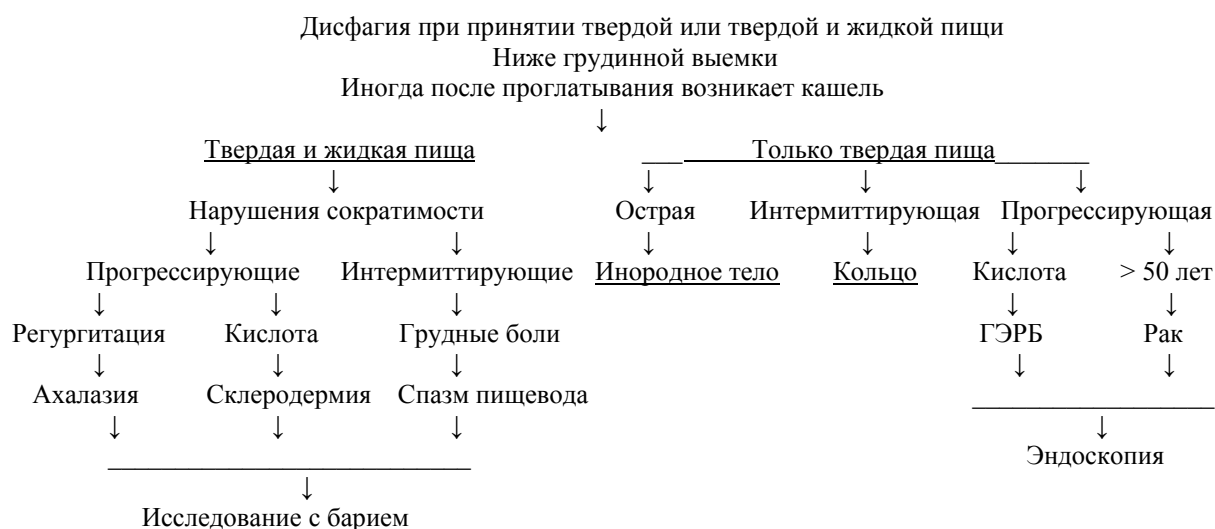 Дисфагия при принятии твердой или твердой и жидкой пищи
Ниже грудинной выемки
Иногда после проглатывания возникает кашель
↓
Твердая и жидкая пища ___ Только твердая пища_______
↓ ↓ ↓ ↓
Нарушения сократимости Острая Интермиттирующая Прогрессирующая
↓ ↓ ↓ ↓ ↓ ↓
Прогрессирующие Интермиттирующие Инородное тело Кольцо Кислота > 50 лет
↓ ↓ ↓ ↓ ↓
Регургитация Кислота Грудные боли ГЭРБ Рак
↓ ↓ ↓ ↓ ↓
Ахалазия Склеродермия Спазм пищевода
↓ ↓ ↓ ↓
Эндоскопия
↓
Исследование с барием